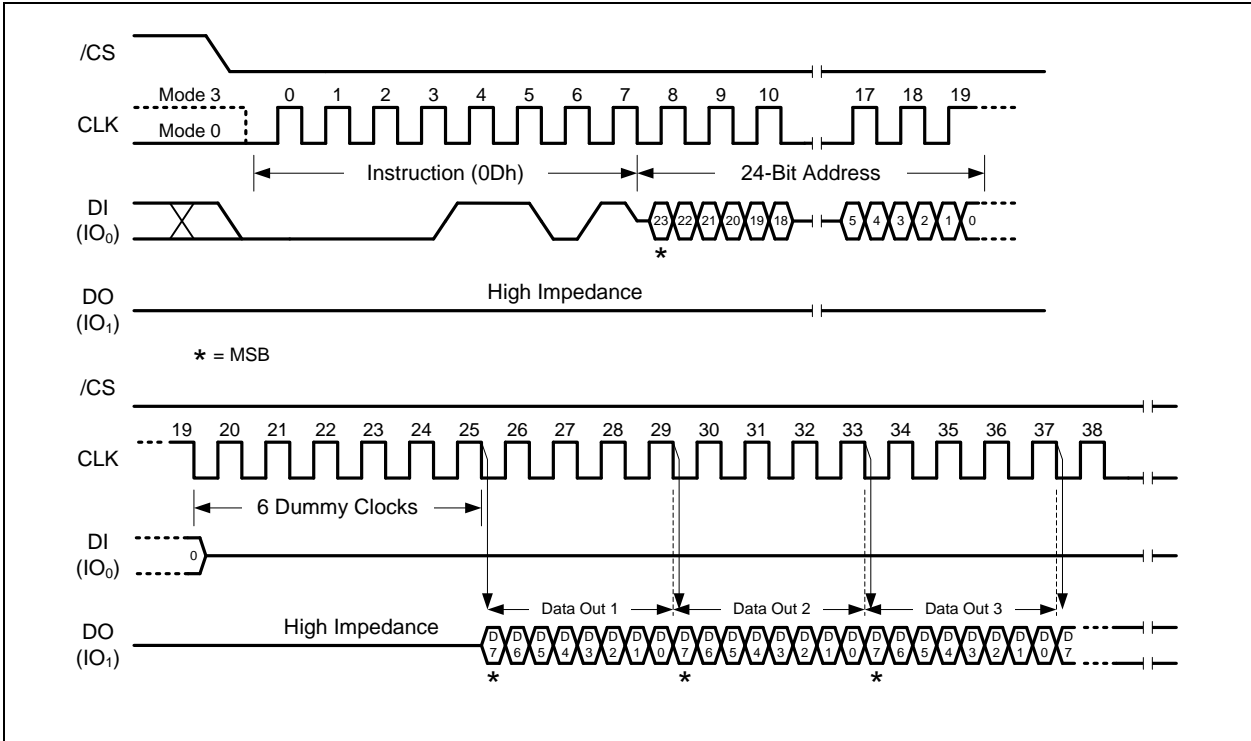 /CS
Mode 3
0 1 2 3 4 5 6 7 8 9 10 17 18 19
CLK
Mode 0
Instruction (0Dh) 24-Bit Address
DI
(IO₀)
23 22 21 20 19 18 5 4 3 2 1 0
*
High Impedance
DO
(IO₁)
* = MSB
/CS
19 20 21 22 23 24 25 26 27 28 29 30 31 32 33 34 35 36 37 38
CLK
6 Dummy Clocks
DI
(IO₀)
0
Data Out 1 Data Out 2 Data Out 3
High Impedance
DO
(IO₁)
D7 D6 D5 D4 D3 D2 D1 D0 D7 D6 D5 D4 D3 D2 D1 D0 D7 D6 D5 D4 D3 D2 D1 D0 D7
* * *